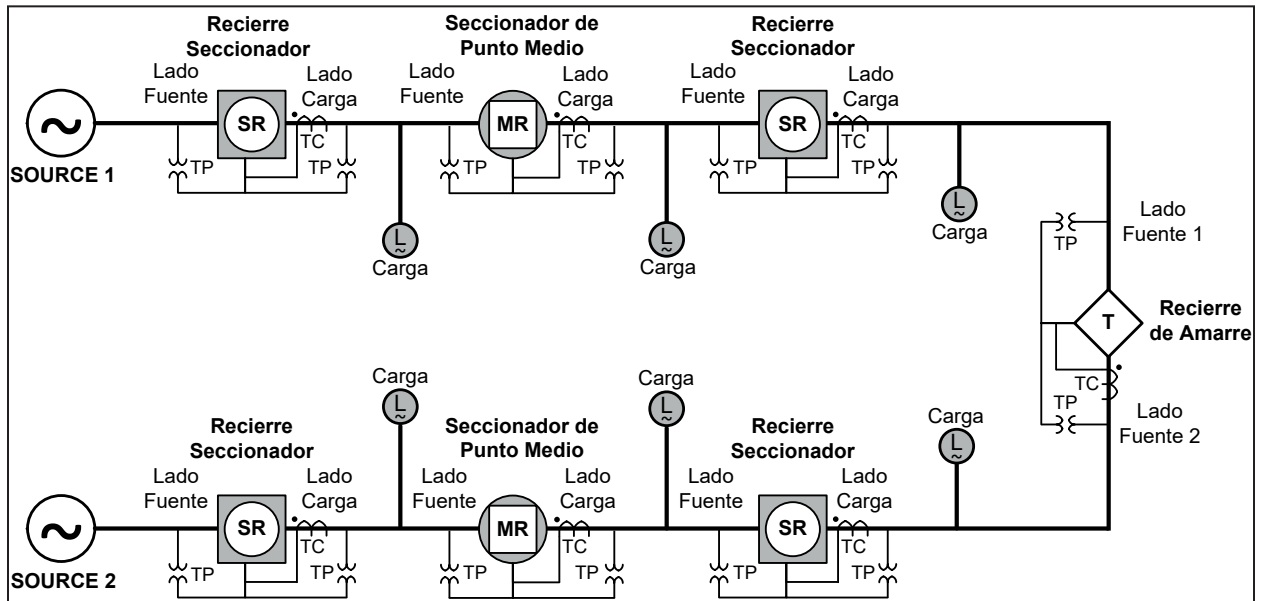 Recierre
Seccionador
Seccionador de
Punto Medio
Recierre
Seccionador
Lado
Fuente
Lado
Carga
Lado
Fuente
Lado
Carga
Lado
Fuente
Lado
Carga
SR
MR
SR
TC
TC
TC
TP
TP
TP
TP
TP
TP
SOURCE 1
L
Carga
L
Carga
L
Carga
Lado
Fuente 1
TP
T
Recierre
de Amarre
TC
TP
Lado
Fuente 2
Carga
L
Carga
L
Carga
L
Recierre
Seccionador
Seccionador de
Punto Medio
Recierre
Seccionador
Lado
Fuente
Lado
Carga
Lado
Fuente
Lado
Carga
Lado
Fuente
Lado
Carga
SR
MR
SR
TC
TC
TC
TP
TP
TP
TP
TP
TP
SOURCE 2